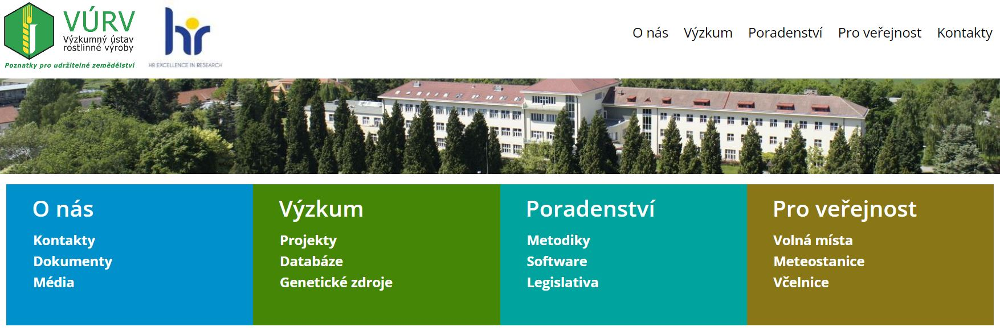 VÚRV
Výzkumný ústav
rostlinné výroby
Poznatky pro udržitelné zemědělství
hr
HR EXCELLENCE IN RESEARCH
O nás Výzkum Poradenství Pro veřejnost Kontakty
O nás
Kontakty
Dokumenty
Média
Výzkum
Projekty
Databáze
Genetické zdroje
Poradenství
Metodiky
Software
Legislativa
Pro veřejnost
Volná místa
Meteostanice
Včelnice